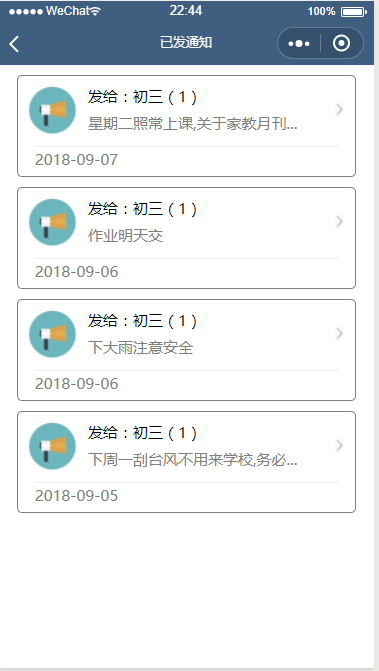 WeChat 22:44 100%
已发通知
发给：初三（1）
星期二照常上课,关于家教月刊...
2018-09-07
发给：初三（1）
作业明天交
2018-09-06
发给：初三（1）
下大雨注意安全
2018-09-06
发给：初三（1）
下周一刮台风不用来学校,务必...
2018-09-05